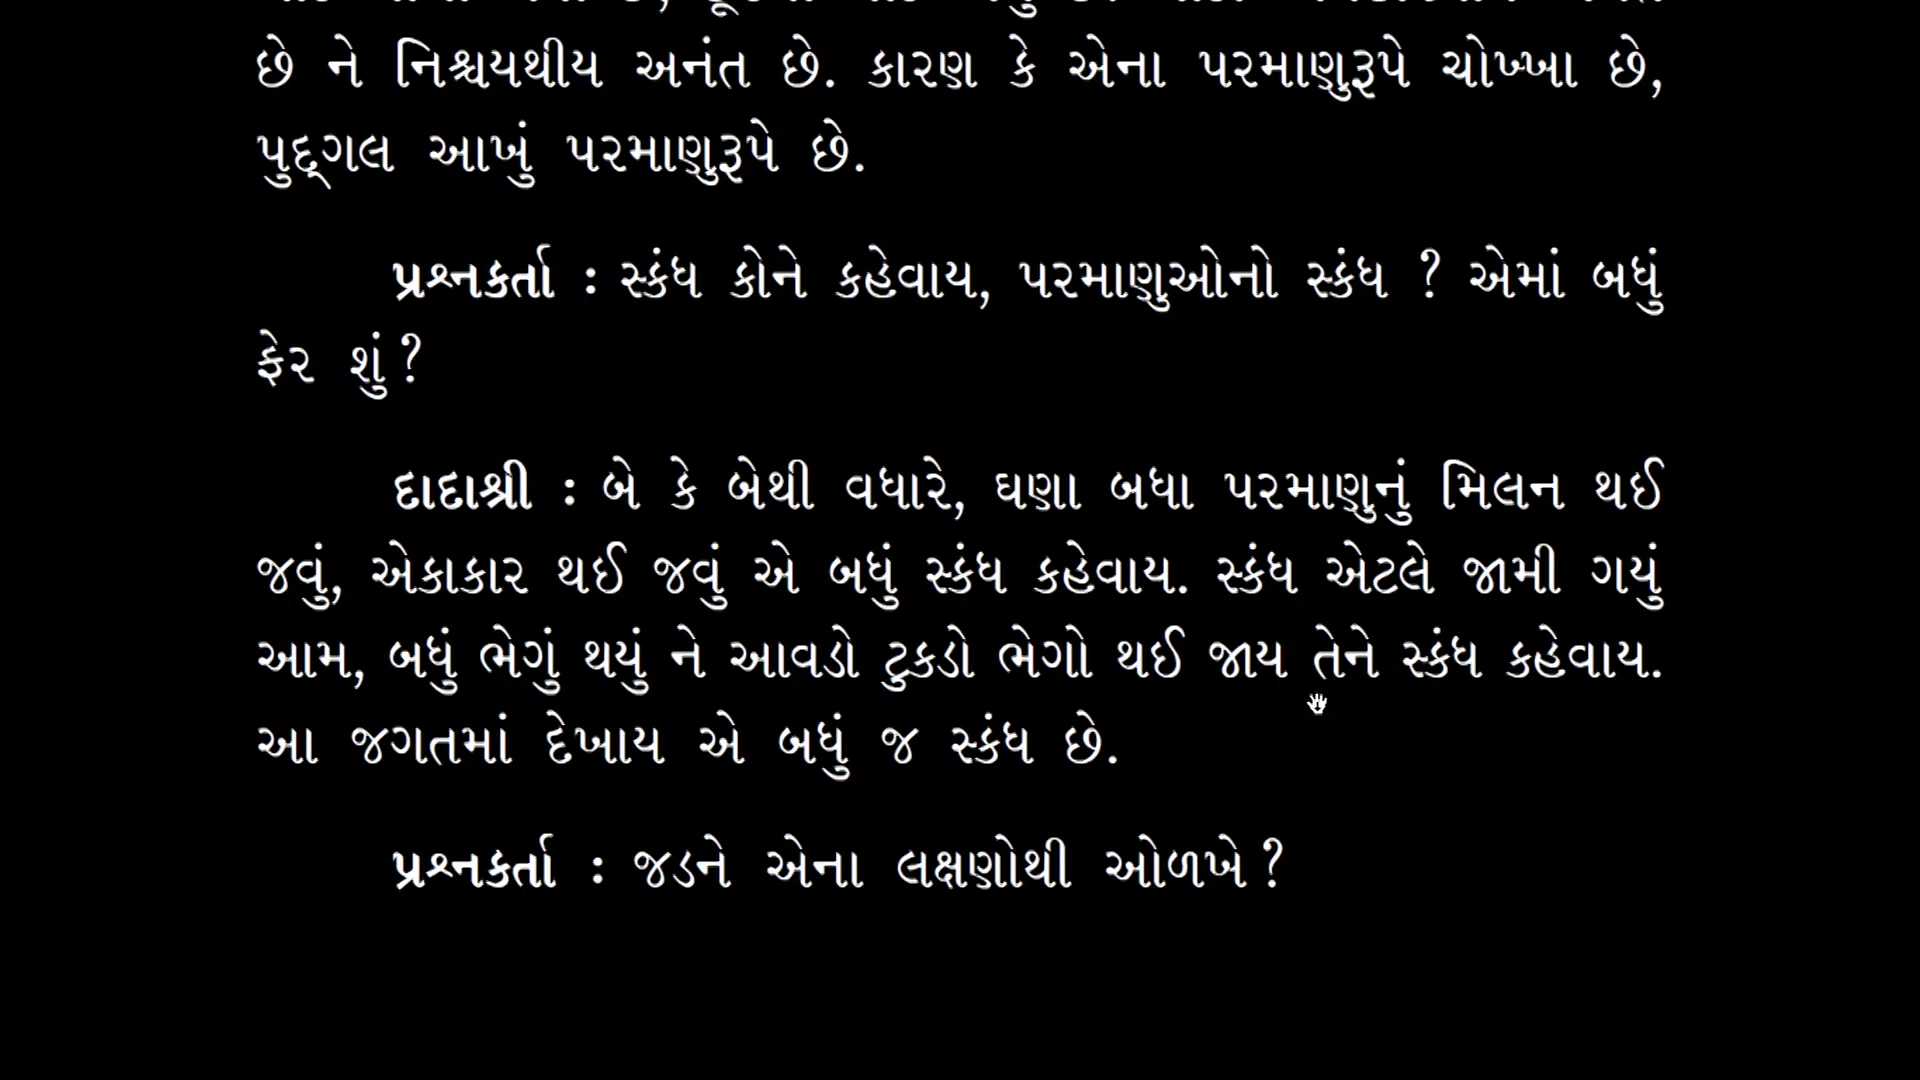 છે ને નિશ્ચયથીય અનંત છે. કારણ કે એના પરમાણુરૂપે ચોખ્ખા છે,
પુદ્ગલ આખું પરમાણુરૂપે છે.
પ્રશ્નકર્તા : સ્કંધ કોને કહેવાય, પરમાણુઓનો સ્કંધ ? એમાં બધું
ફેર શું ?
દાદાશ્રી : બે કે બેથી વધારે, ઘણા બધા પરમાણુનું મિલન થઈ
જવું, એકાકાર થઈ જવું એ બધું સ્કંધ કહેવાય. સ્કંધ એટલે જામી ગયું
આમ, બધું ભેગું થયું ને આવડો ટુકડો ભેગો થઈ જાય તેને સ્કંધ કહેવાય.
આ જગતમાં દેખાય એ બધું જ સ્કંધ છે.
પ્રશ્નકર્તા : જડને એના લક્ષણોથી ઓળખે ?